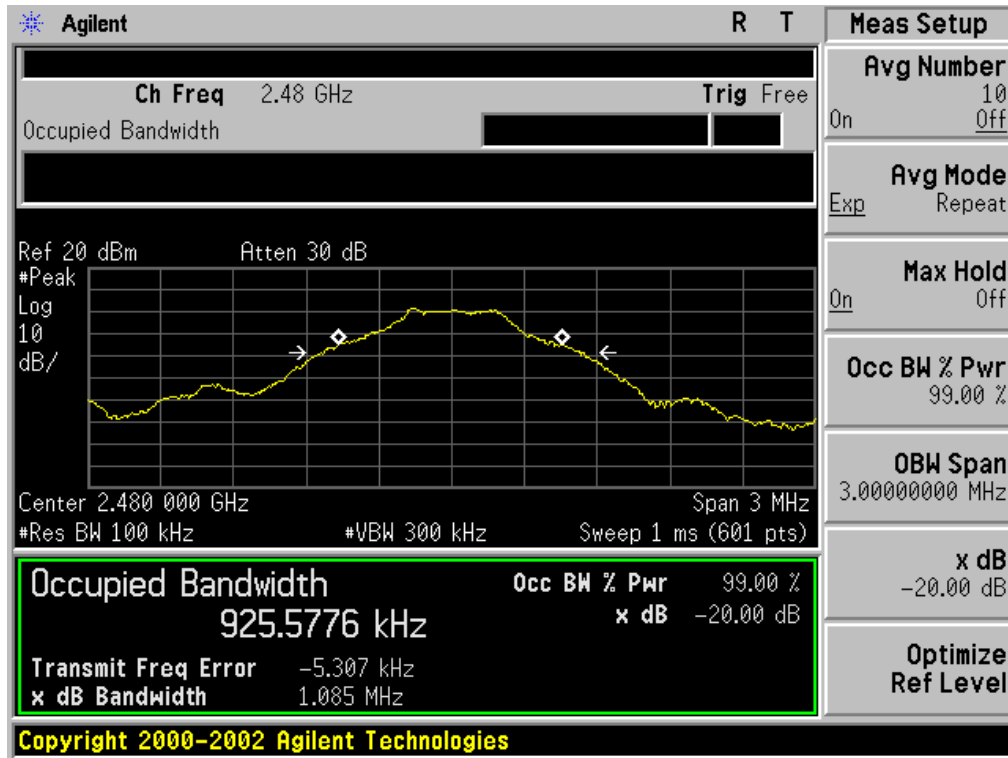 Agilent R T
Ch Freq 2.48 GHz Trig Free
Occupied Bandwidth
Ref 20 dBm Atten 30 dB
#Peak
Log
10
dB/
Center 2.480 000 GHz Span 3 MHz
#Res BW 100 kHz #VBW 300 kHz Sweep 1 ms (601 pts)
Occupied Bandwidth Occ BW % Pwr 99.00 %
925.5776 kHz x dB -20.00 dB
Transmit Freq Error -5.307 kHz
x dB Bandwidth 1.085 MHz
Copyright 2000-2002 Agilent Technologies
Meas Setup
Avg Number
10
On Off
Avg Mode
Exp Repeat
Max Hold
On Off
Occ BW % Pwr
99.00 %
OBW Span
3.00000000 MHz
x dB
-20.00 dB
Optimize
Ref Level